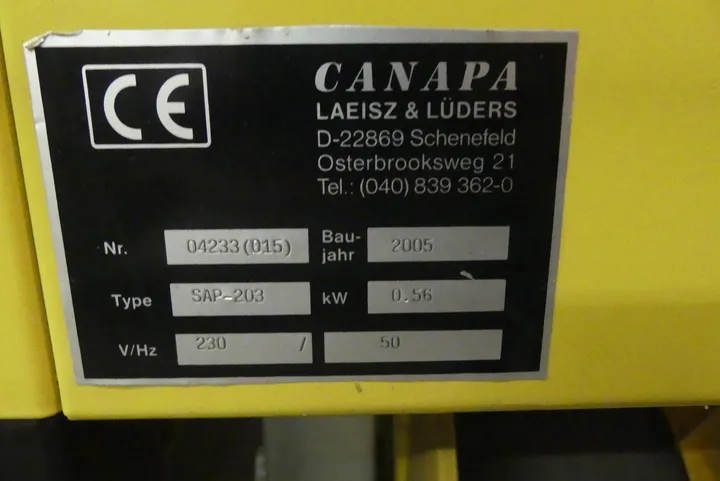 CE
CANAPA
LAEISZ & LÜDERS
D-22869 Schenefeld
Osterbrooksweg 21
Tel.: (040) 839 362-0
Nr. 04233(015) Bau-jahr 2005
Type SAP-203 kW 0.56
V/Hz 230 / 50